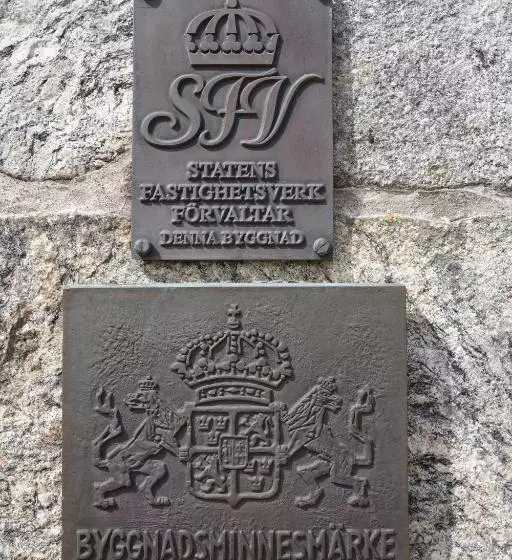 SFV
STATENS
FASTIGHETSVERK
FÖRVALTAR
DENNA BYGGNAD
BYGGNADSMINNESMÄRKE